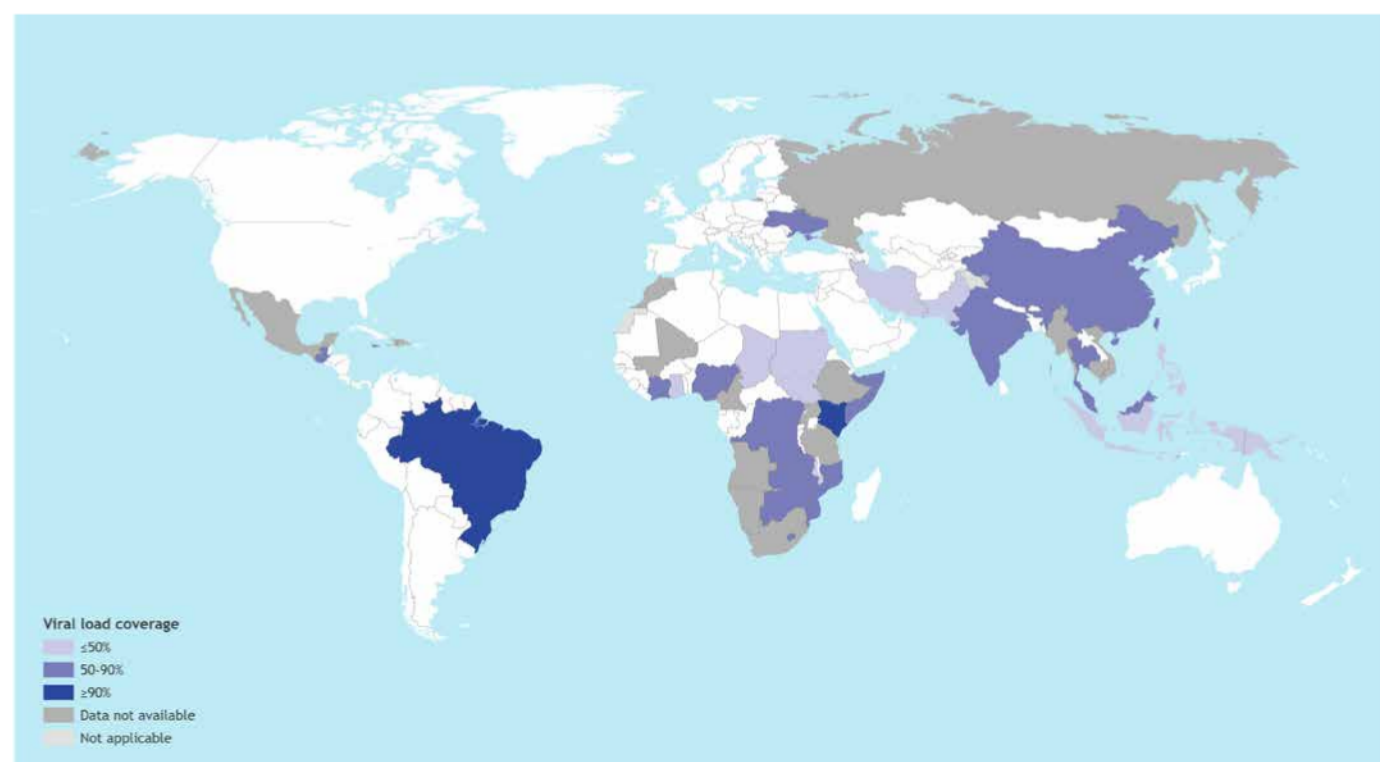 Viral load coverage
≤50%
50-90%
≥90%
Data not available
Not applicable